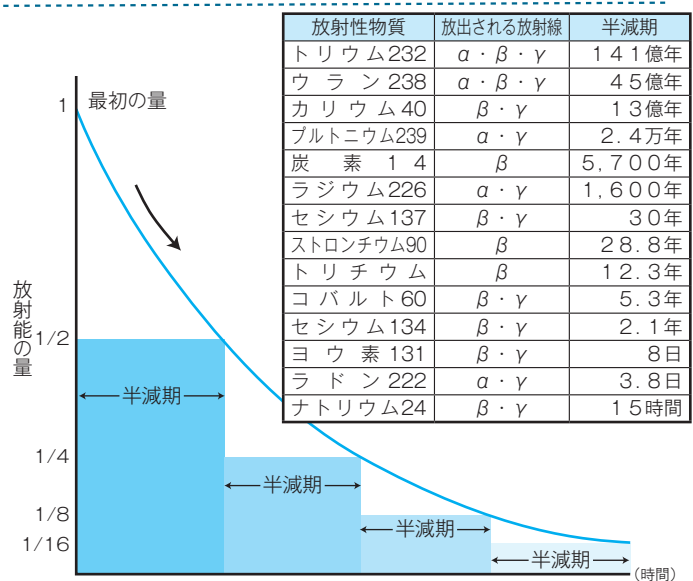 放射性物質 放出される放射線 半減期
トリウム232 α・β・γ 141億年
ウラン238 α・β・γ 45億年
カリウム40 β・γ 13億年
プルトニウム239 α・γ 2.4万年
炭素14 β 5,700年
ラジウム226 α・γ 1,600年
セシウム137 β・γ 30年
ストロンチウム90 β 28.8年
トリチウム β 12.3年
コバルト60 β・γ 5.3年
セシウム134 β・γ 2.1年
ヨウ素131 β・γ 8日
ラドン222 α・γ 3.8日
ナトリウム24 β・γ 15時間
1
最初の量
放射能の量
1/2
半減期
1/4
半減期
1/8
半減期
1/16
半減期
(時間)